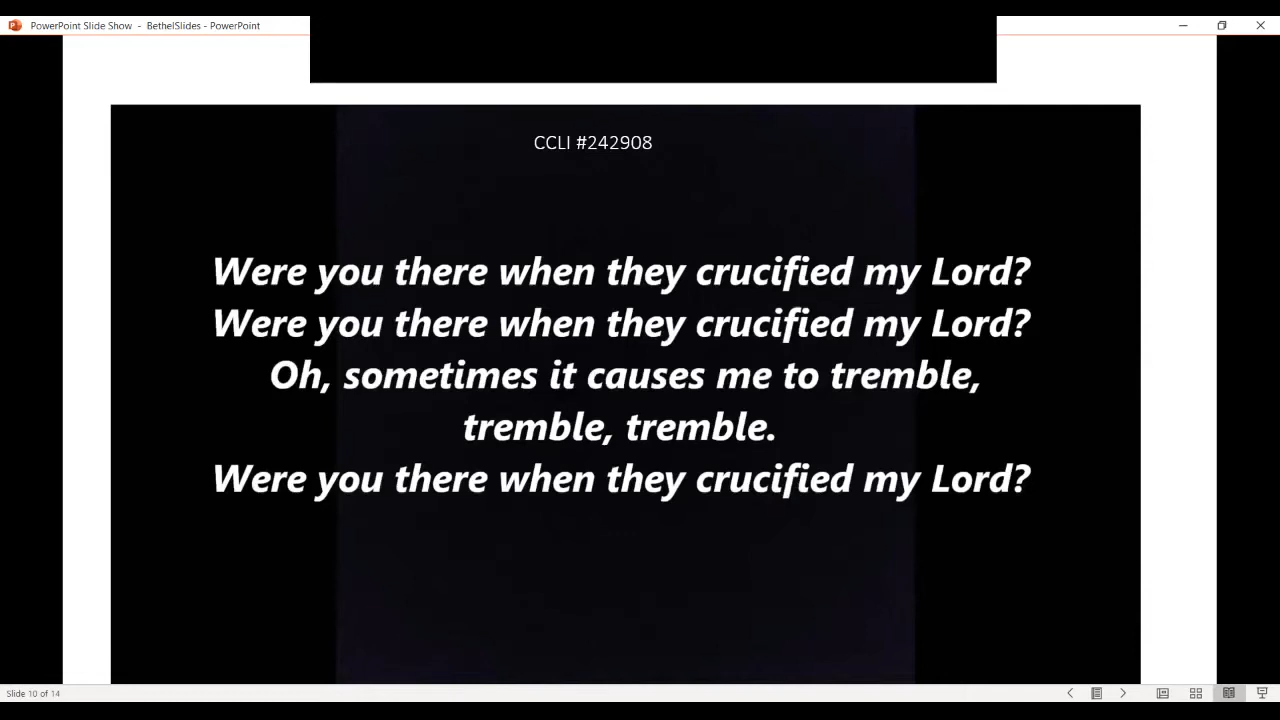 PowerPoint Slide Show - BethelSlides - PowerPoint
CCLI #242908
Were you there when they crucified my Lord?
Were you there when they crucified my Lord?
Oh, sometimes it causes me to tremble,
tremble, tremble.
Were you there when they crucified my Lord?
Slide 10 of 14